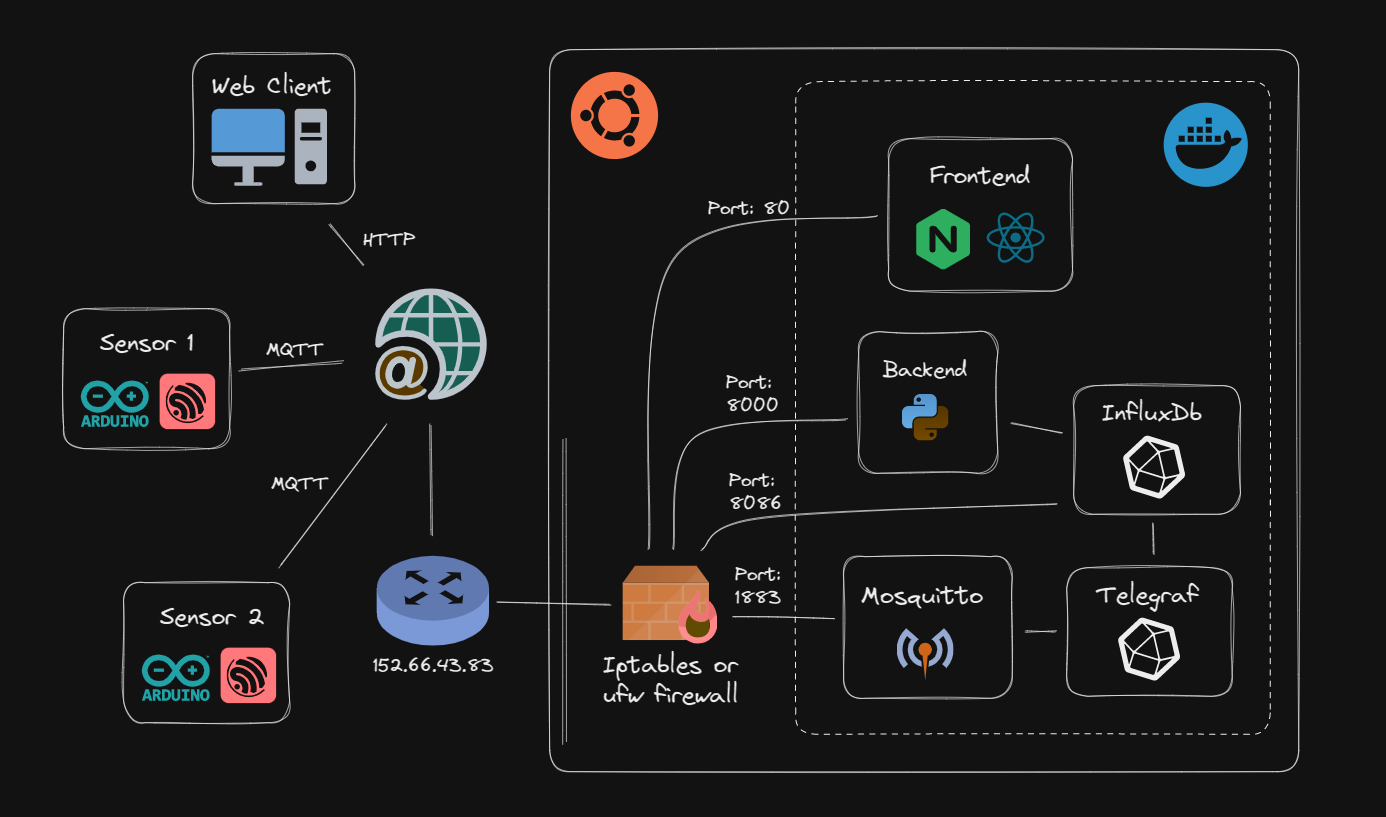 Web Client
HTTP
Sensor 1
ARDUINO
MQTT
@
MQTT
Sensor 2
ARDUINO
152.66.43.83
Iptables or
ufw firewall
Port: 80
Port:
8000
Port:
8086
Port:
1883
Frontend
N
Backend
InfluxDb
Mosquitto
Telegraf